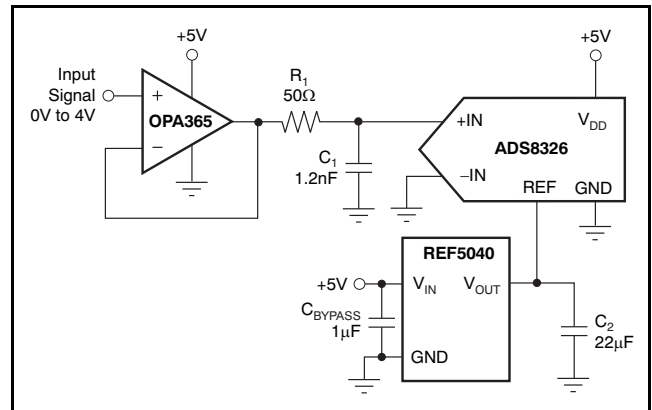 +5V
+5V
Input
Signal
0V to 4V
+
OPA365
−
R1
50Ω
C1
1.2nF
+IN
VDD
ADS8326
−IN
REF
GND
REF5040
+5V
VIN
VOUT
CBYPASS
1μF
GND
C2
22μF